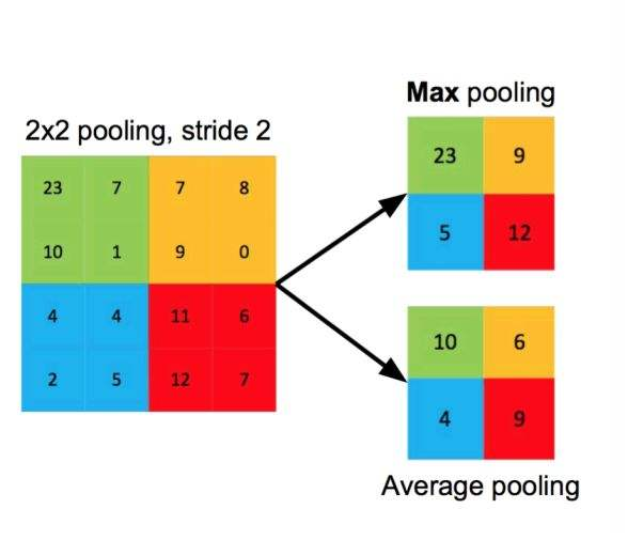 Max pooling
2x2 pooling, stride 2
23 7 7 8
10 1 9 0
4 4 11 6
2 5 12 7
23 9
5 12
10 6
4 9
Average pooling